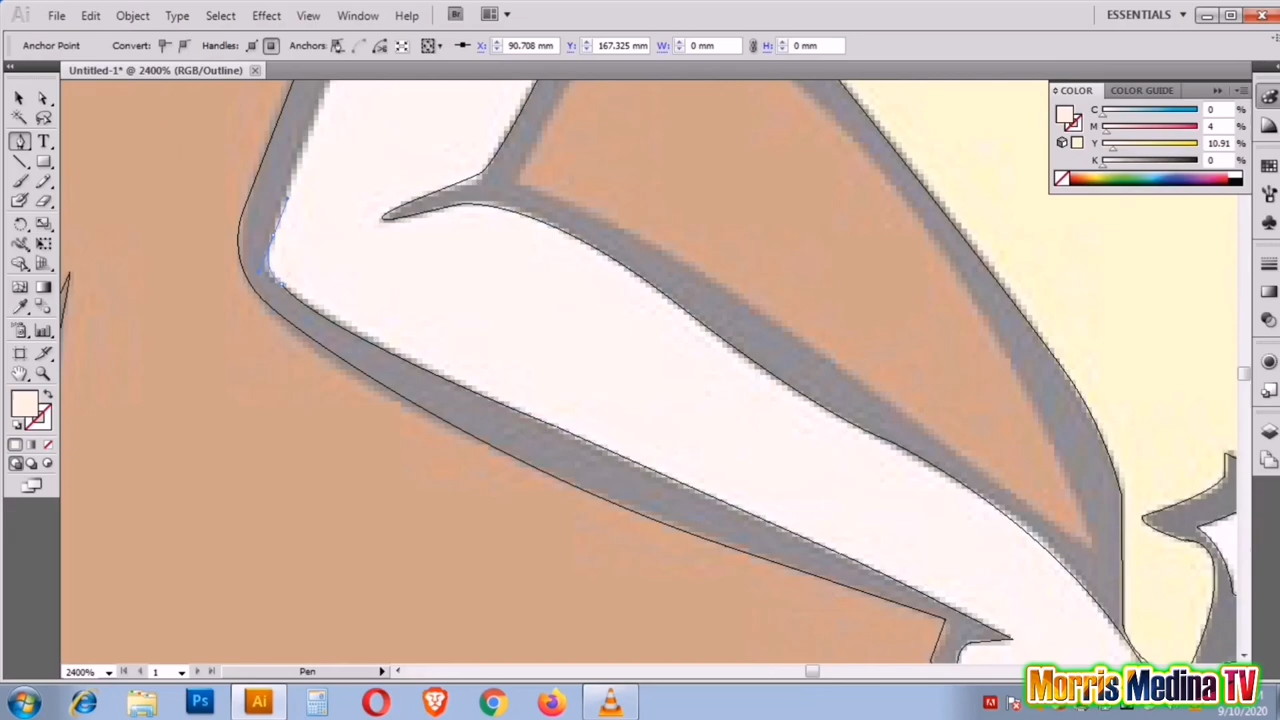 Ai File Edit Object Type Select Effect View Window Help Br ESSENTIALS
Anchor Point Convert: Handles: Anchors: X: 90.708 mm Y: 167.325 mm W: 0 mm H: 0 mm
Untitled-1* @ 2400% (RGB/Outline)
COLOR COLOR GUIDE
C 0 %
M 4 %
Y 10.91 %
K 0 %
T
2400% 1 Pen
Ps Ai
Morris Medina TV
9/10/2020